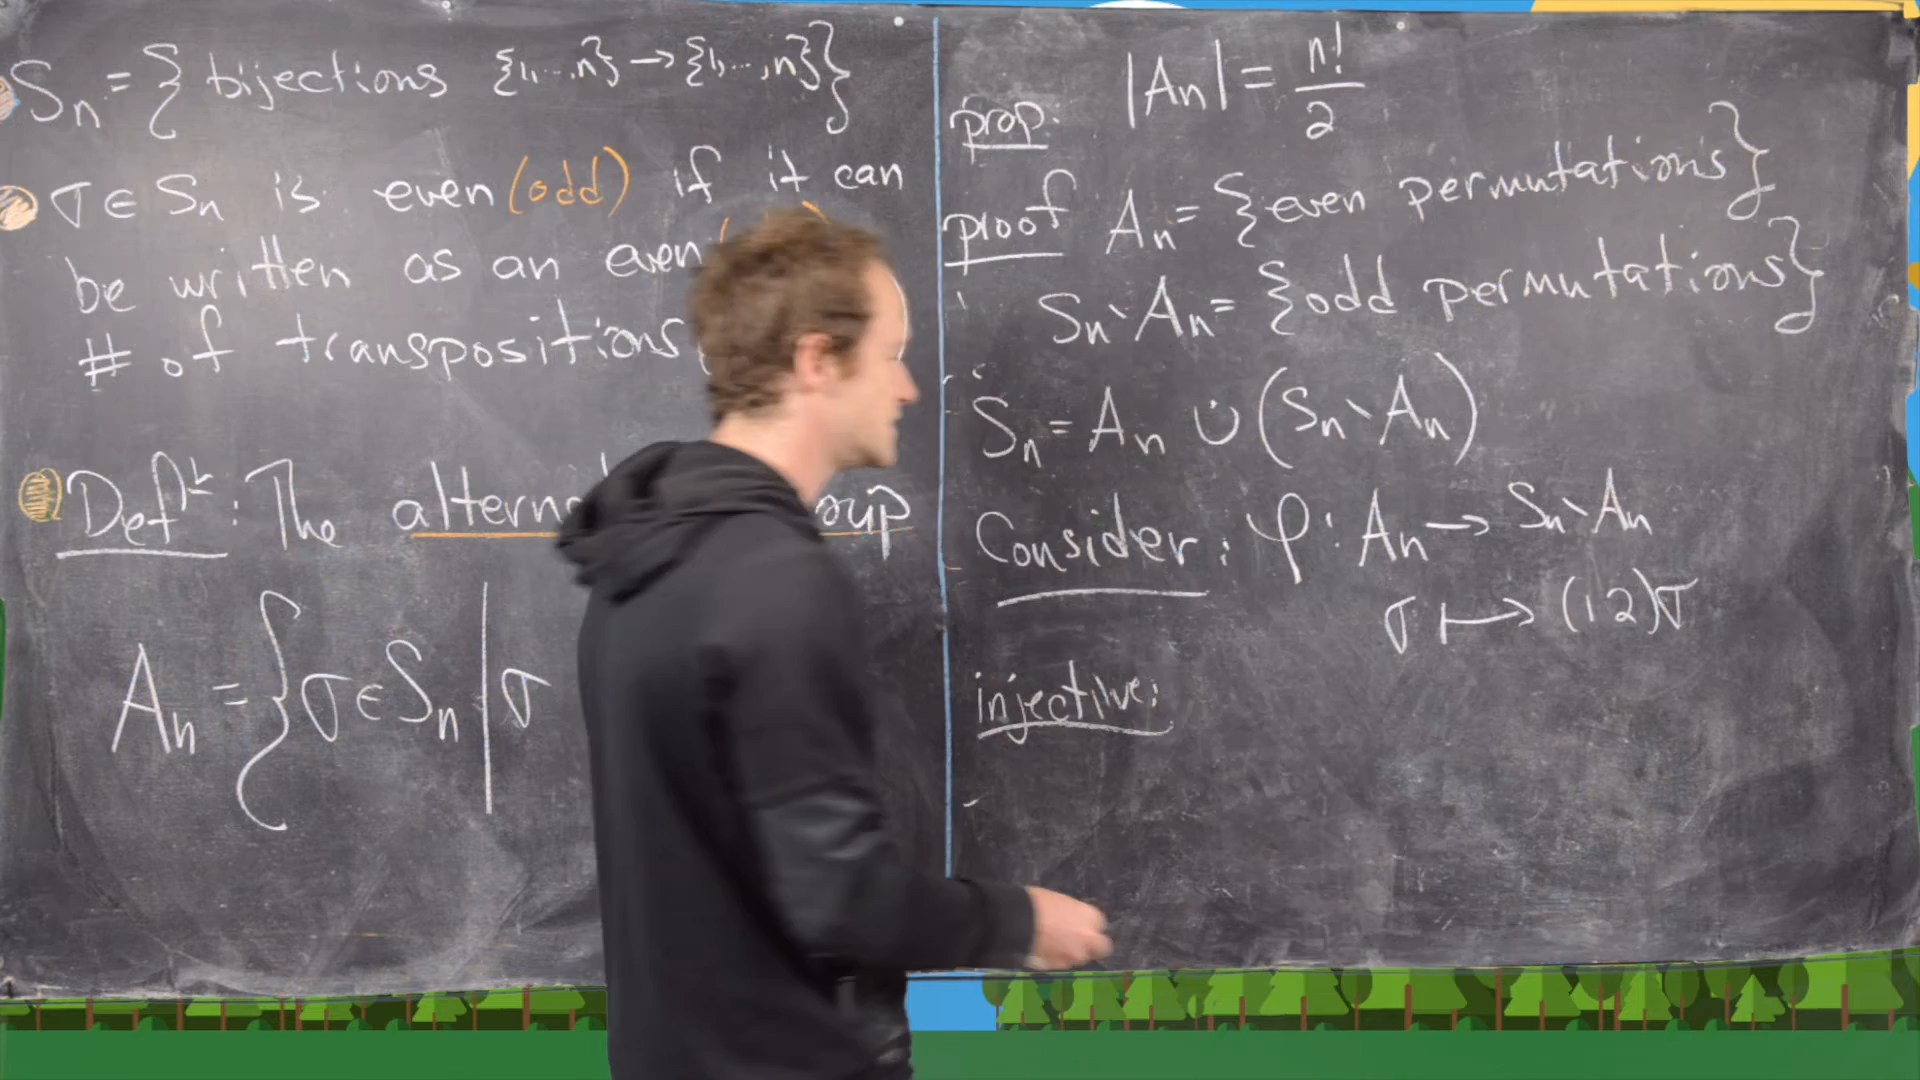 Sₙ = { bijections {1,...,n} → {1,...,n} }
σ ∈ Sₙ is even (odd) if it can
be written as an even
# of transpositions
Defⁿ: The
Aₙ = { σ ∈ Sₙ | σ
prop. |Aₙ| = n!/2
proof Aₙ = {even permutations}
Sₙ∖Aₙ = {odd permutations}
Sₙ = Aₙ ∪̇ (Sₙ∖Aₙ)
Consider: φ: Aₙ → Sₙ∖Aₙ
σ ↦ (12)σ
injective: